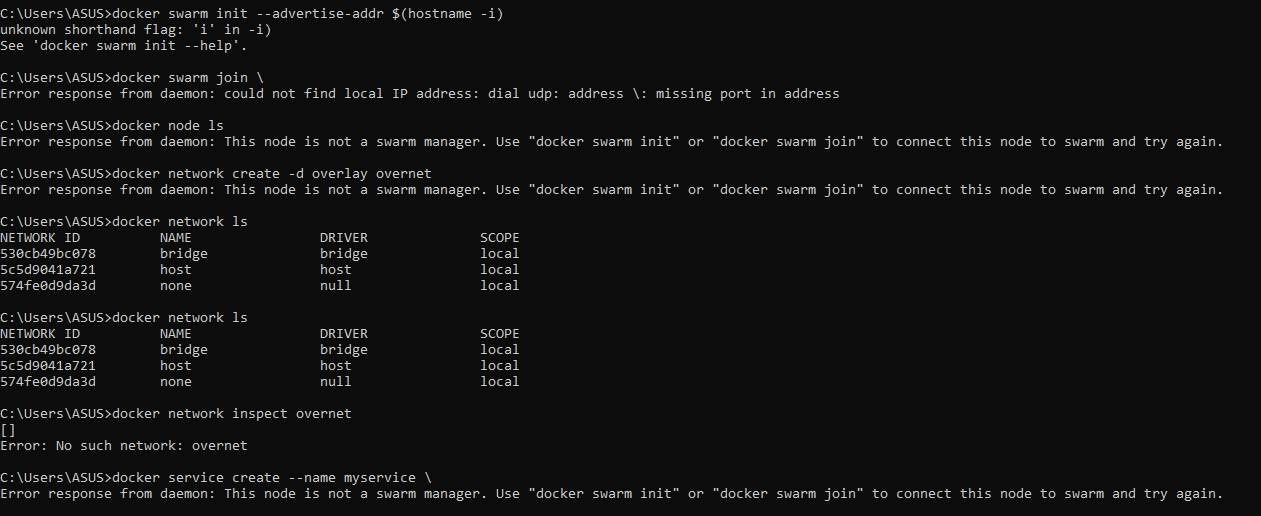 C:\Users\ASUS>docker swarm init --advertise-addr $(hostname -i)
unknown shorthand flag: 'i' in -i)
See 'docker swarm init --help'.
C:\Users\ASUS>docker swarm join \
Error response from daemon: could not find local IP address: dial udp: address \: missing port in address
C:\Users\ASUS>docker node ls
Error response from daemon: This node is not a swarm manager. Use "docker swarm init" or "docker swarm join" to connect this node to swarm and try again.
C:\Users\ASUS>docker network create -d overlay overnet
Error response from daemon: This node is not a swarm manager. Use "docker swarm init" or "docker swarm join" to connect this node to swarm and try again.
C:\Users\ASUS>docker network ls
NETWORK ID          NAME                DRIVER              SCOPE
530cb49bc078        bridge              bridge              local
5c5d9041a721        host                host                local
574fe0d9da3d        none                null                local
C:\Users\ASUS>docker network ls
NETWORK ID          NAME                DRIVER              SCOPE
530cb49bc078        bridge              bridge              local
5c5d9041a721        host                host                local
574fe0d9da3d        none                null                local
C:\Users\ASUS>docker network inspect overnet
[]
Error: No such network: overnet
C:\Users\ASUS>docker service create --name myservice \
Error response from daemon: This node is not a swarm manager. Use "docker swarm init" or "docker swarm join" to connect this node to swarm and try again.